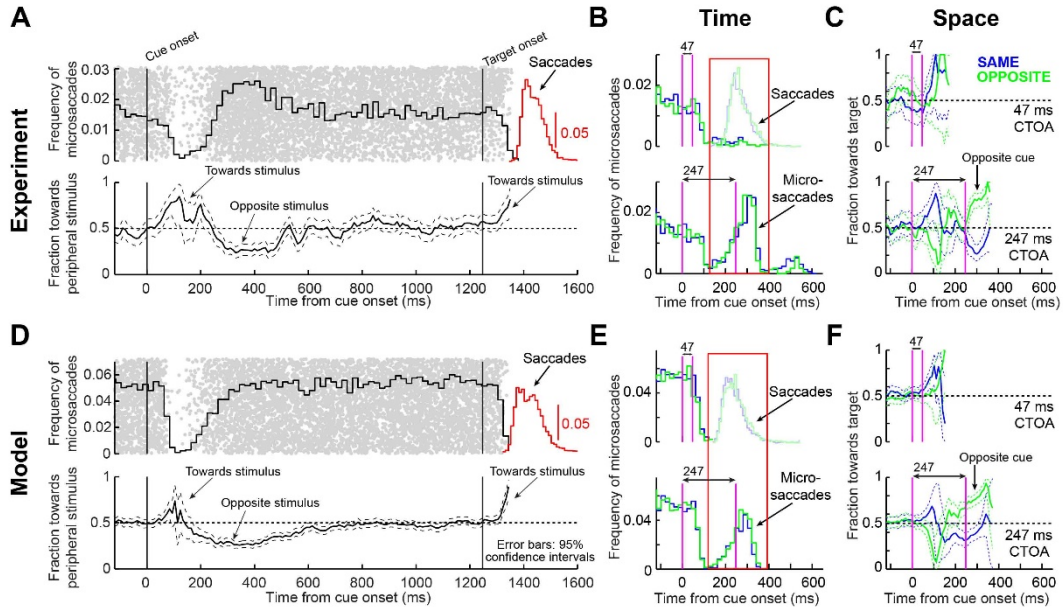 A
B Time
C Space
Experiment
Cue onset
Target onset
Saccades
0.05
Frequency of
microsaccades
0.03
0.02
0.01
0
Fraction towards
peripheral stimulus
1
0.5
0
Towards stimulus
Opposite stimulus
Towards stimulus
0 200 400 600 800 1000 1200 1400 1600
Time from cue onset (ms)
47
Frequency of microsaccades
0.02
0
Saccades
247
0.02
0
Micro-
saccades
0 200 400 600
Time from cue onset (ms)
47
SAME
OPPOSITE
Fraction towards target
1
0.5
0
47 ms
CTOA
247
Opposite cue
1
0.5
0
247 ms
CTOA
0 200 400 600
Time from cue onset (ms)
D
E
F
Model
Saccades
0.05
Frequency of
microsaccades
0.06
0.04
0.02
0
Fraction towards
peripheral stimulus
1
0.5
0
Towards stimulus
Opposite stimulus
Towards stimulus
Error bars: 95%
confidence intervals
0 200 400 600 800 1000 1200 1400 1600
Time from cue onset (ms)
47
Frequency of microsaccades
0.04
0
Saccades
247
0.04
0
Micro-
saccades
0 200 400 600
Time from cue onset (ms)
47
Fraction towards target
1
0.5
0
47 ms
CTOA
247
Opposite cue
1
0.5
0
247 ms
CTOA
0 200 400 600
Time from cue onset (ms)